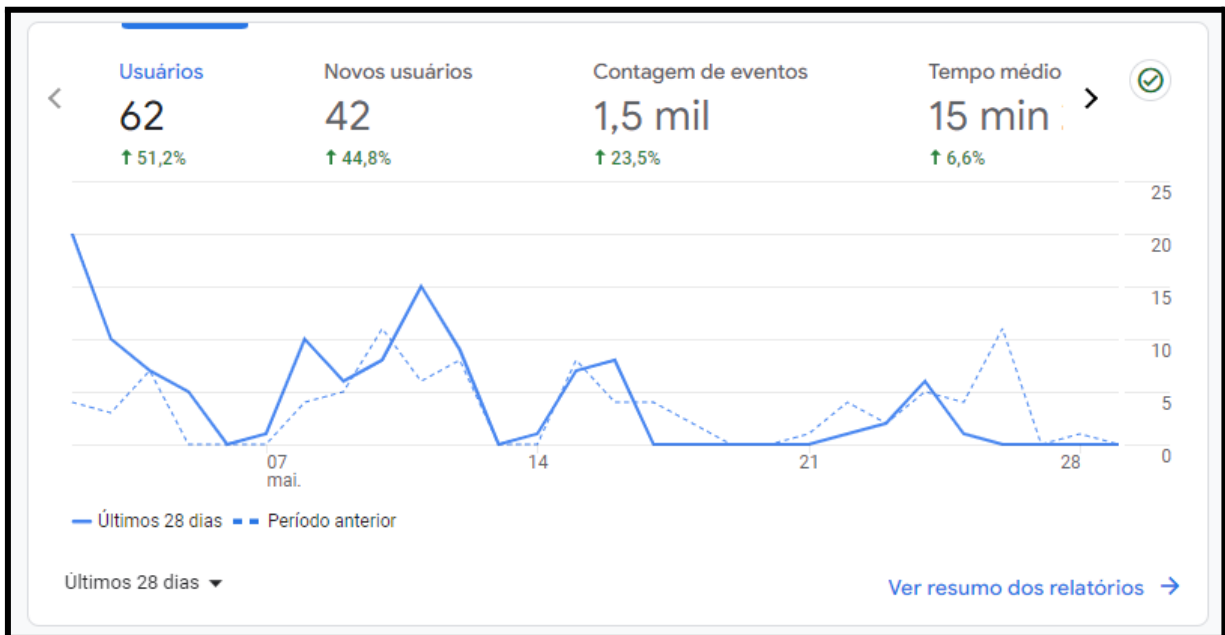 Usuários Novos usuários Contagem de eventos Tempo médio
62 42 1,5 mil 15 min
↑ 51,2% ↑ 44,8% ↑ 23,5% ↑ 6,6%
25
20
15
10
5
0
07 14 21 28
mai.
Últimos 28 dias Período anterior
Últimos 28 dias Ver resumo dos relatórios →